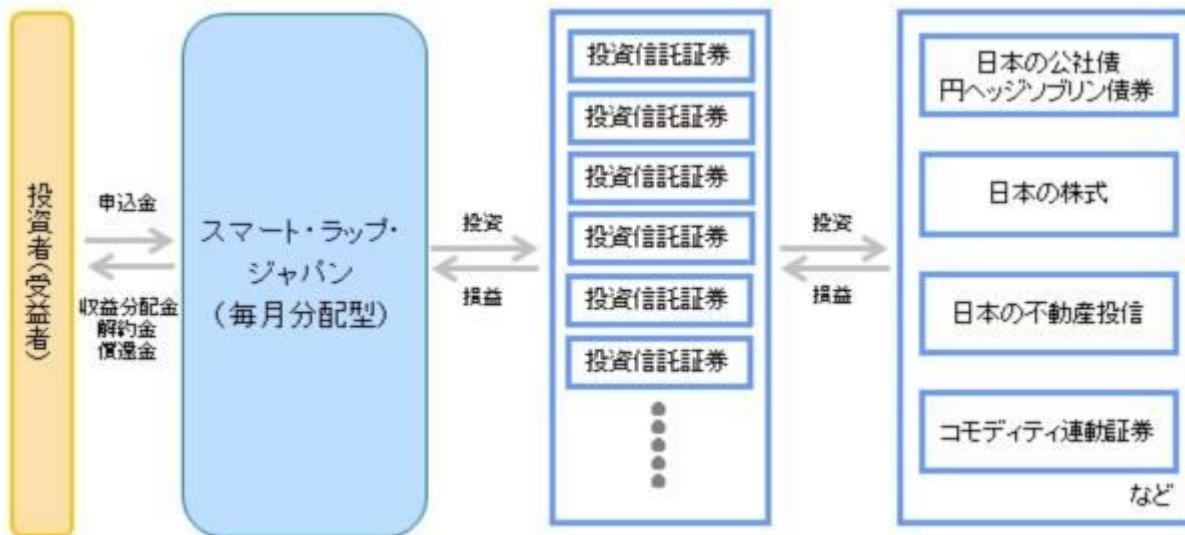 投資者(受益者)
申込金
収益分配金
解約金
償還金
スマート・ラップ・
ジャパン
(毎月分配型)
投資
損益
投資信託証券
投資信託証券
投資信託証券
投資信託証券
投資信託証券
投資信託証券
投資
損益
日本の公社債
円ヘッジソブリン債券
日本の株式
日本の不動産投信
コモディティ連動証券
など